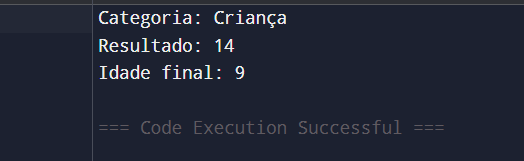 Categoria: Criança
Resultado: 14
Idade final: 9
=== Code Execution Successful ===